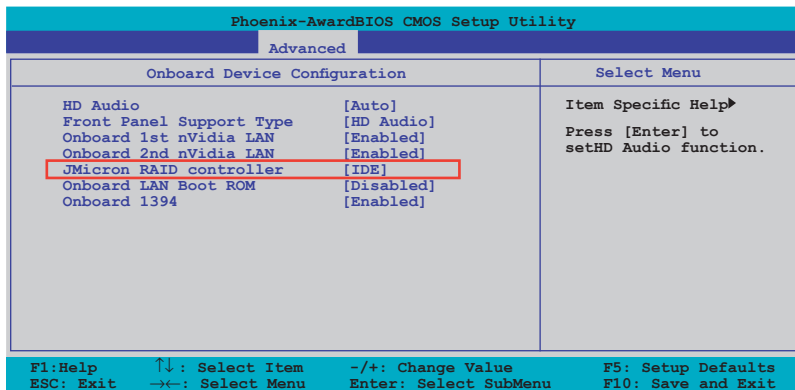 Phoenix-AwardBIOS CMOS Setup Utility
Advanced
Onboard Device Configuration
Select Menu
HD Audio [Auto]
Front Panel Support Type [HD Audio]
Onboard 1st nVidia LAN [Enabled]
Onboard 2nd nVidia LAN [Enabled]
JMicron RAID controller [IDE]
Onboard LAN Boot ROM [Disabled]
Onboard 1394 [Enabled]
Item Specific Help▶
Press [Enter] to
setHD Audio function.
F1:Help ↑↓ : Select Item -/+: Change Value F5: Setup Defaults
ESC: Exit →←: Select Menu Enter: Select SubMenu F10: Save and Exit